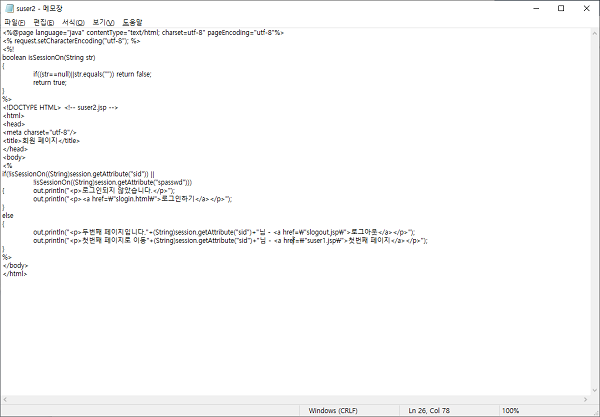 suser2 - 메모장
파일(F) 편집(E) 서식(O) 보기(V) 도움말
<%@page language="java" contentType="text/html; charset=utf-8" pageEncoding="utf-8"%>
<% request.setCharacterEncoding("utf-8"); %>
<%!
boolean isSessionOn(String str)
{
if((str==null)||str.equals("")) return false;
return true;
}
%>
<!DOCTYPE HTML> <!-- suser2.jsp -->
<html>
<head>
<meta charset="utf-8"/>
<title>회원 페이지</title>
</head>
<body>
<%
if(!isSessionOn((String)session.getAttribute("sid")) ||
!isSessionOn((String)session.getAttribute("spasswd")))
{ out.println("<p>로그인되지 않았습니다.</p>");
out.println("<p><a href=₩"slogin.html₩">로그인하기</a></p>");
}
else
{
out.println("<p>두번째 페이지입니다."+(String)session.getAttribute("sid")+"님 - <a href=₩"slogout.jsp₩">로그아웃</a></p>");
out.println("<p>첫번째 페이지로 이동"+(String)session.getAttribute("sid")+"님 - <a href=₩"suser1.jsp₩">첫번째 페이지</a></p>");
}
%>
</body>
</html>
Windows (CRLF) Ln 26, Col 78 100%